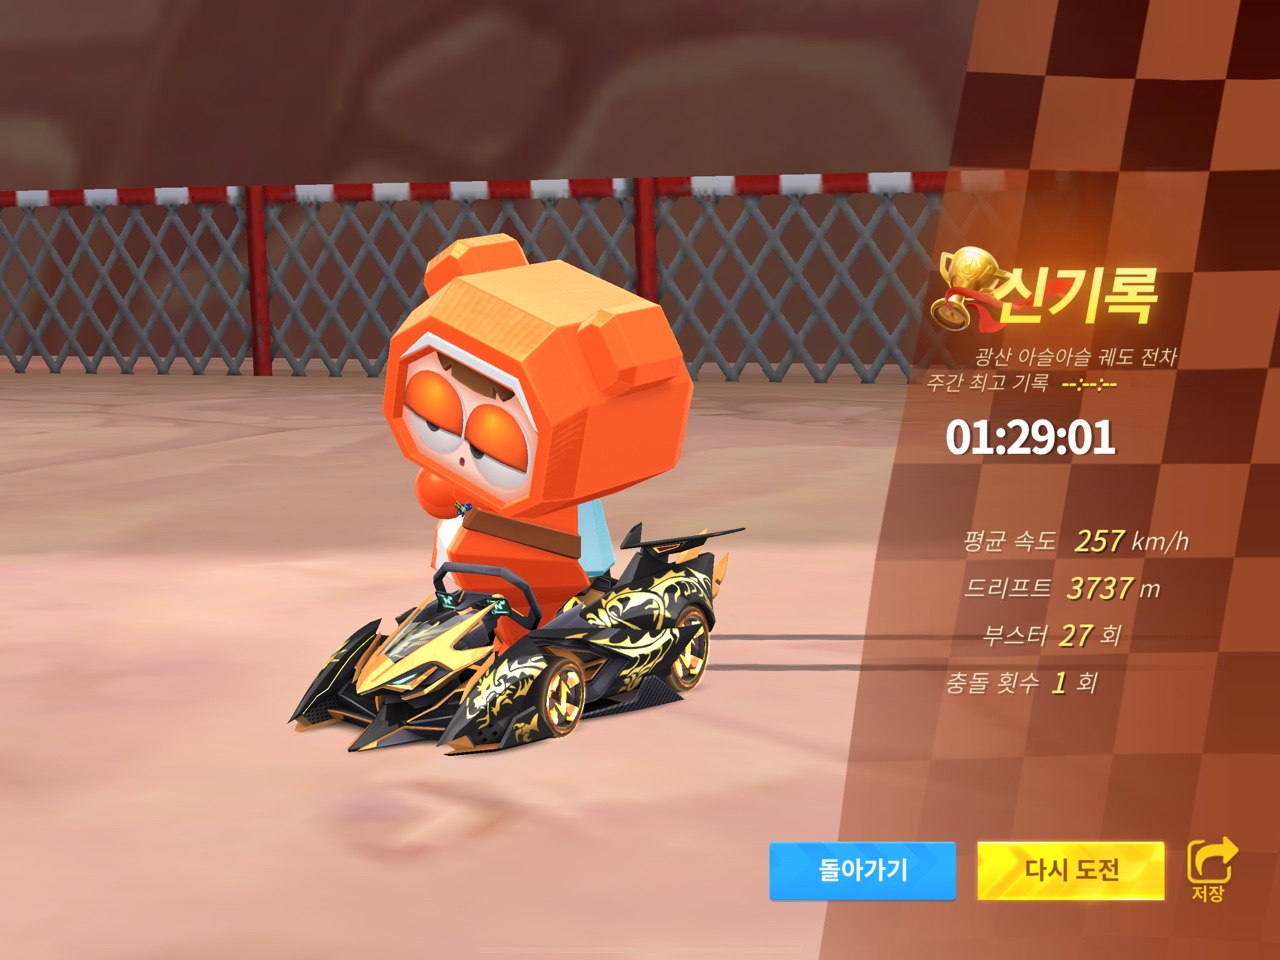 신기록
광산 아슬아슬 궤도 전차
주간 최고 기록 --:--:--
01:29:01
평균 속도 257 km/h
드리프트 3737 m
부스터 27 회
충돌 횟수 1 회
돌아가기
다시 도전
저장